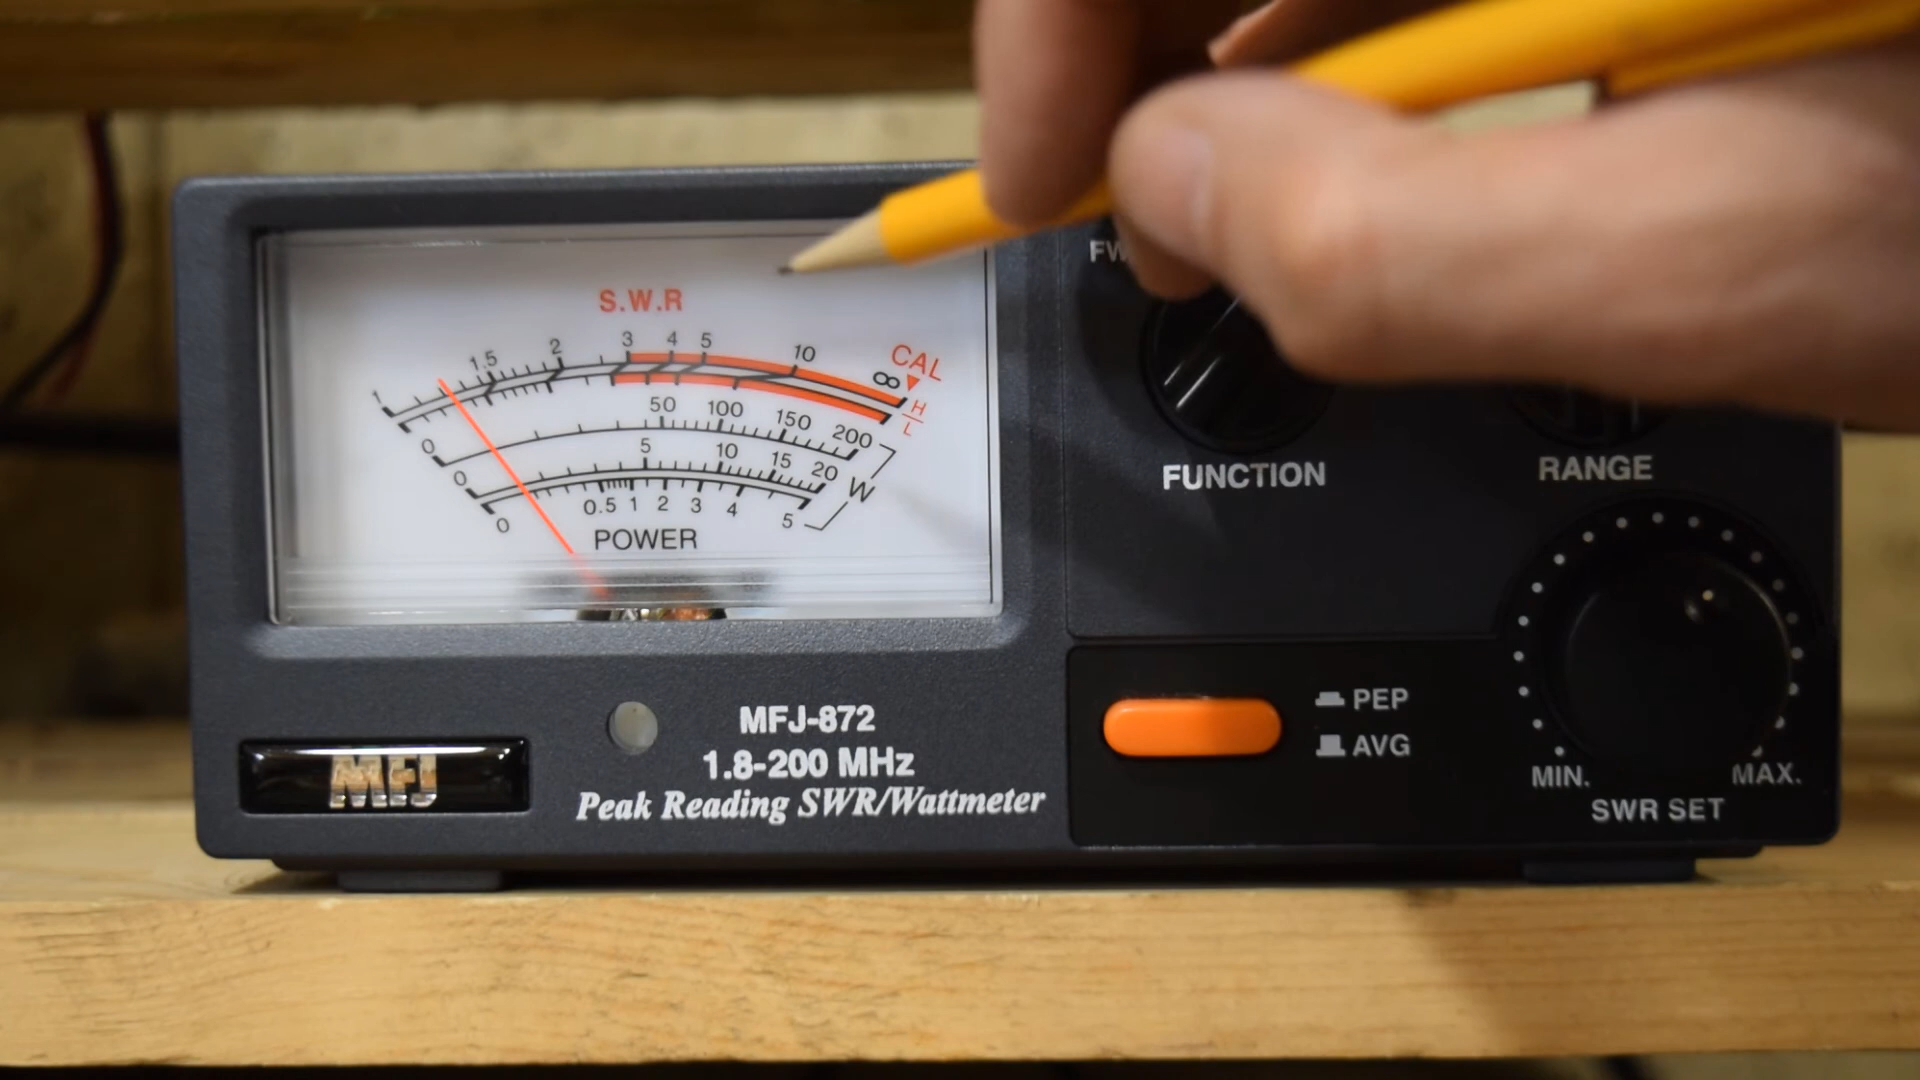 S.W.R
1 1.5 2 3 4 5 10 ∞ CAL
H
L
0 50 100 150 200
0 5 10 15 20
W
0 0.5 1 2 3 4 5
POWER
FUNCTION
RANGE
MFJ
MFJ-872
1.8-200 MHz
Peak Reading SWR/Wattmeter
PEP
AVG
MIN. MAX.
SWR SET